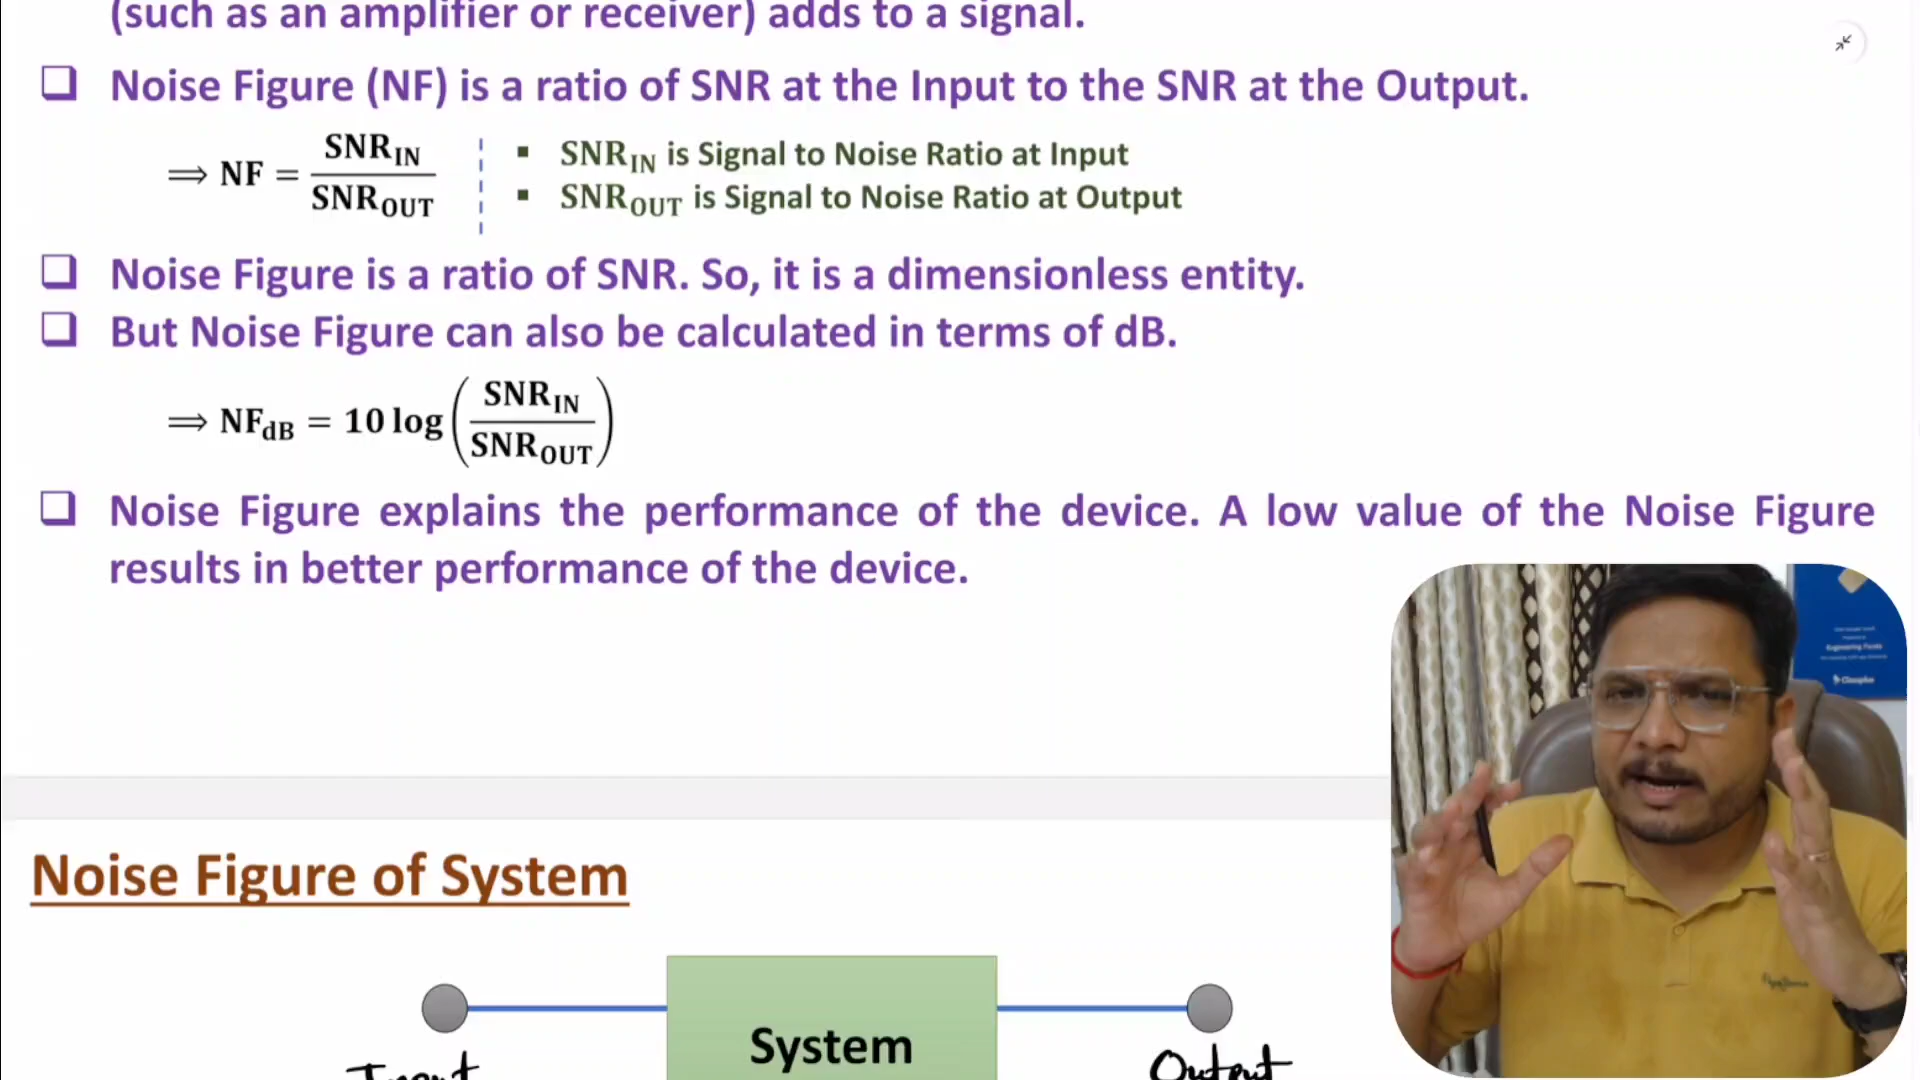 (such as an amplifier or receiver) adds to a signal.
❑ Noise Figure (NF) is a ratio of SNR at the Input to the SNR at the Output.
⟹ NF = SNR_IN / SNR_OUT
▪ SNR_IN is Signal to Noise Ratio at Input
▪ SNR_OUT is Signal to Noise Ratio at Output
❑ Noise Figure is a ratio of SNR. So, it is a dimensionless entity.
❑ But Noise Figure can also be calculated in terms of dB.
⟹ NF_dB = 10 log (SNR_IN / SNR_OUT)
❑ Noise Figure explains the performance of the device. A low value of the Noise Figure
results in better performance of the device.
Noise Figure of System
System
Input
Output
Engineering Funda